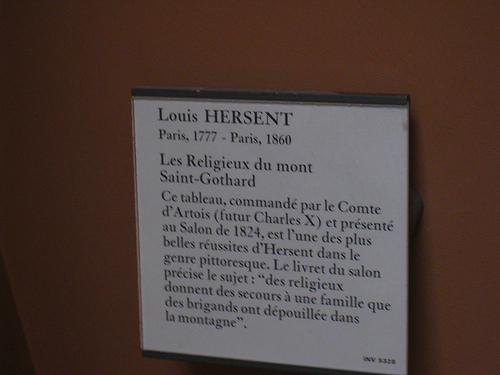 Louis HERSENT
Paris, 1777 - Paris, 1860
Les Religieux du mont
Saint-Gothard
Ce tableau, commandé par le Comte
d'Artois (futur Charles X) et présenté
au Salon de 1824, est l'une des plus
belles réussites d'Hersent dans le
genre pittoresque. Le livret du salon
précise le sujet : “des religieux
donnent des secours à une famille que
des brigands ont dépouillée dans
la montagne”.
INV 5328